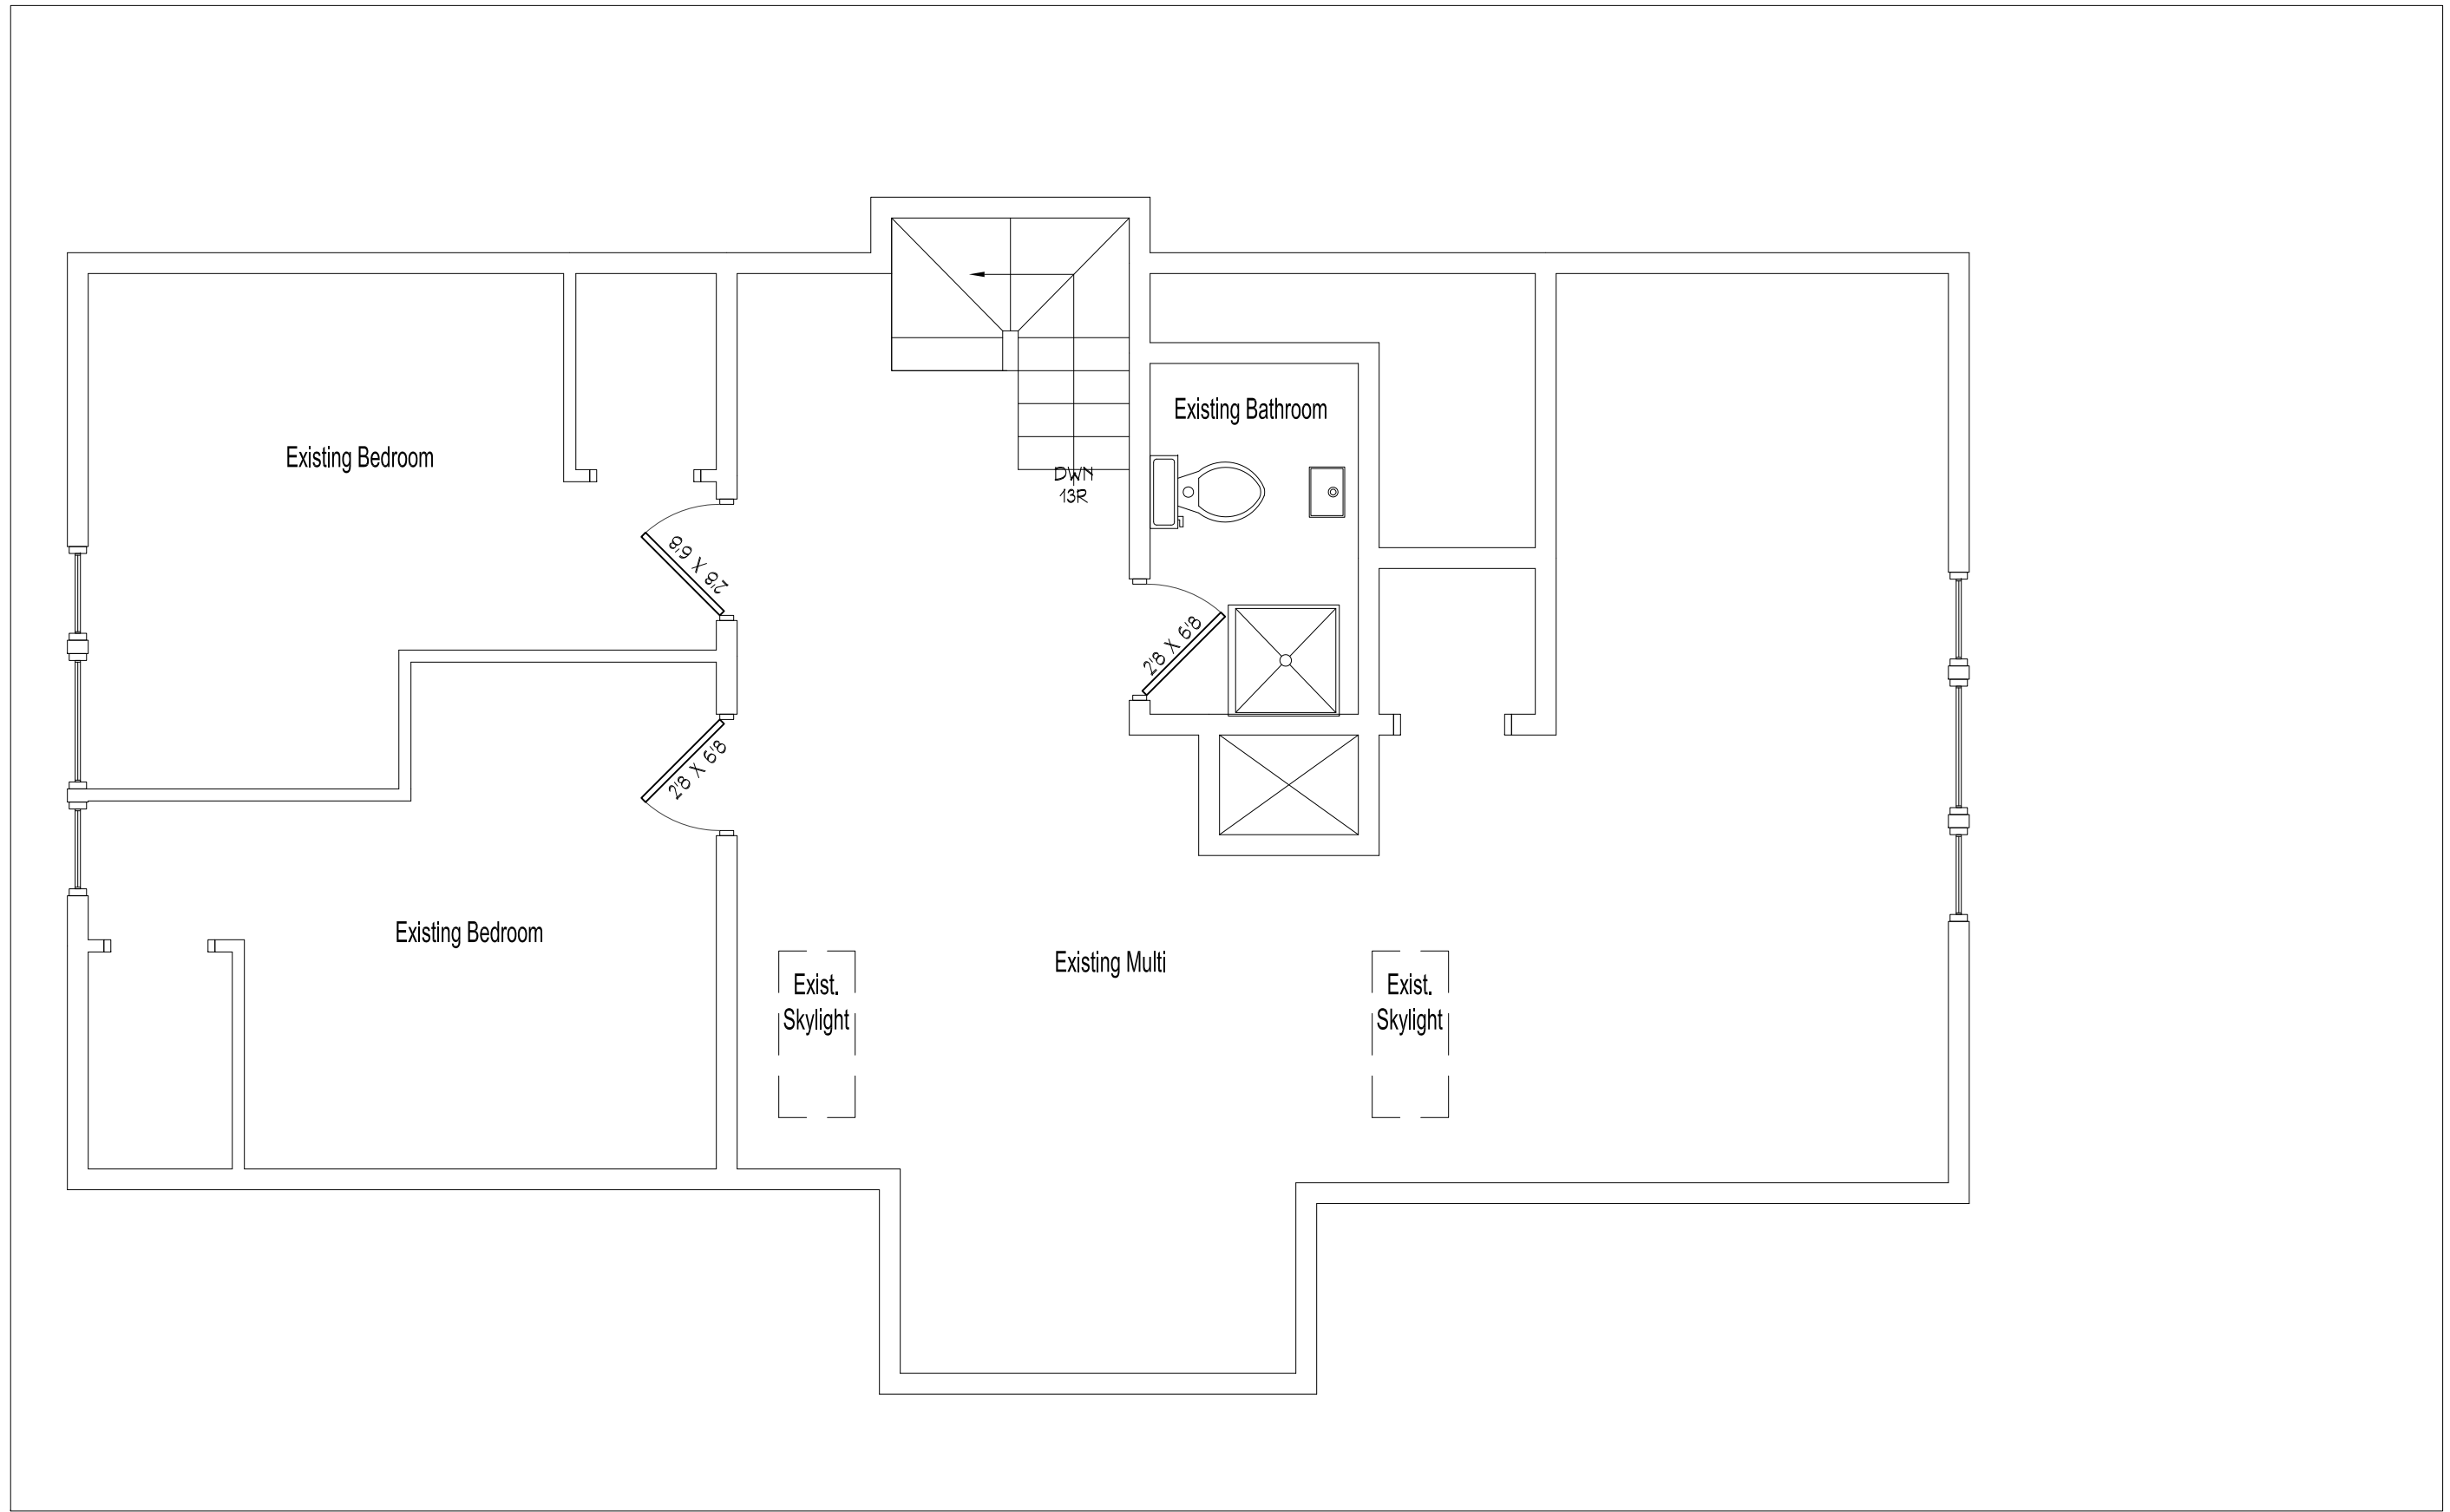 Existing Bathroom
Existing Bedroom
DWN
13R
2'8 X 6'8
2'8 X 6'8
2'8 X 6'8
Existing Bedroom
Existing Multi
Exist.
Skylight
Exist.
Skylight